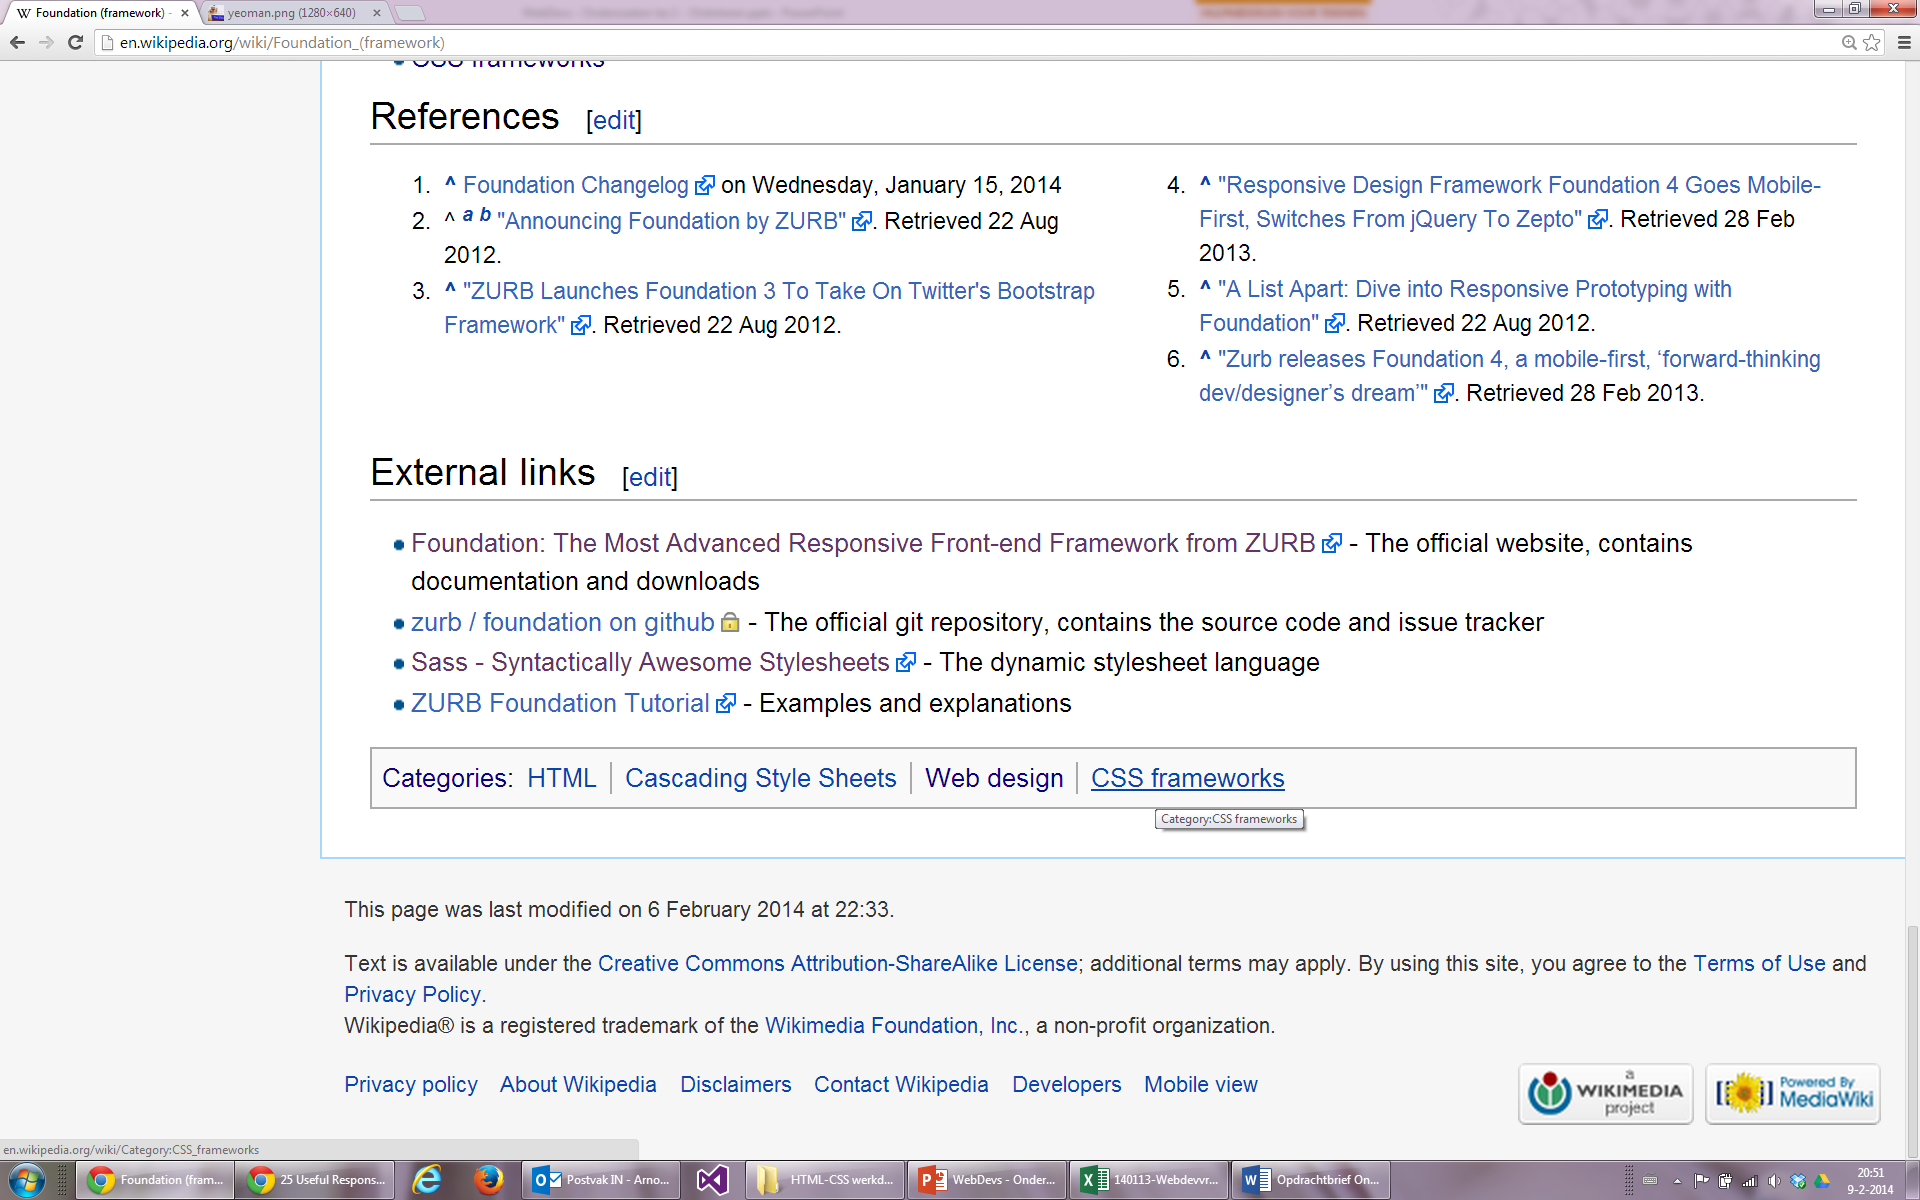 Foundation (framework) -
yeoman.png (1280×640)
en.wikipedia.org/wiki/Foundation_(framework)
CSS frameworks
References [edit]
1. ^ Foundation Changelog on Wednesday, January 15, 2014
2. ^ a b "Announcing Foundation by ZURB". Retrieved 22 Aug
2012.
3. ^ "ZURB Launches Foundation 3 To Take On Twitter's Bootstrap
Framework". Retrieved 22 Aug 2012.
4. ^ "Responsive Design Framework Foundation 4 Goes Mobile-
First, Switches From jQuery To Zepto". Retrieved 28 Feb
2013.
5. ^ "A List Apart: Dive into Responsive Prototyping with
Foundation". Retrieved 22 Aug 2012.
6. ^ "Zurb releases Foundation 4, a mobile-first, ‘forward-thinking
dev/designer’s dream’". Retrieved 28 Feb 2013.
External links [edit]
Foundation: The Most Advanced Responsive Front-end Framework from ZURB - The official website, contains
documentation and downloads
zurb / foundation on github - The official git repository, contains the source code and issue tracker
Sass - Syntactically Awesome Stylesheets - The dynamic stylesheet language
ZURB Foundation Tutorial - Examples and explanations
Categories: HTML | Cascading Style Sheets | Web design | CSS frameworks
Category:CSS frameworks
This page was last modified on 6 February 2014 at 22:33.
Text is available under the Creative Commons Attribution-ShareAlike License; additional terms may apply. By using this site, you agree to the Terms of Use and
Privacy Policy.
Wikipedia® is a registered trademark of the Wikimedia Foundation, Inc., a non-profit organization.
Privacy policy About Wikipedia Disclaimers Contact Wikipedia Developers Mobile view
a
WIKIMEDIA
project
Powered By
MediaWiki
en.wikipedia.org/wiki/Category:CSS_frameworks
Foundation (fram...
25 Useful Respons...
Postvak IN - Arno...
HTML-CSS werkd...
WebDevs - Onder...
140113-Webdevvr...
Opdrachtbrief On...
20:51
9-2-2014